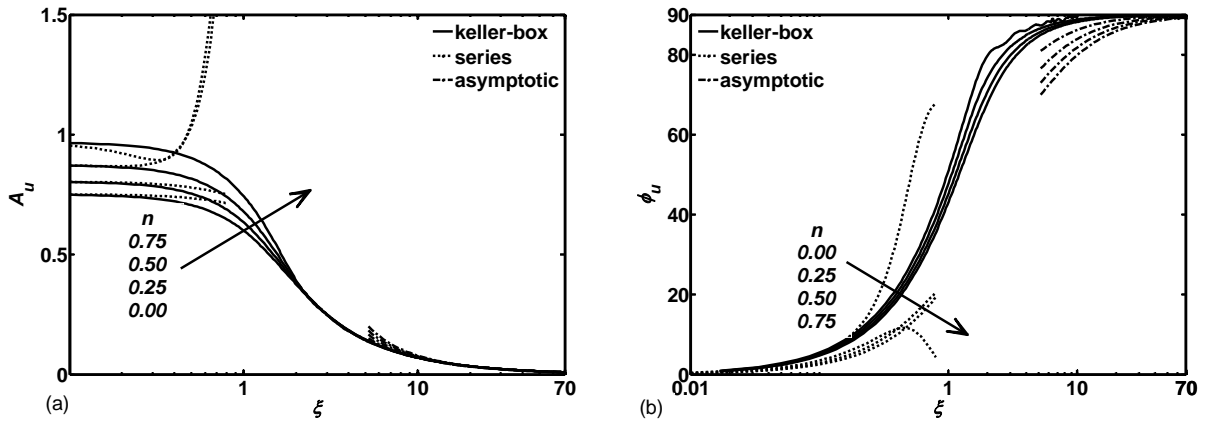 1.5
1
0.5
0
A_u
keller-box
series
asymptotic
n
0.75
0.50
0.25
0.00
1
10
70
ξ
(a)
90
80
60
40
20
0
ϕ_u
keller-box
series
asymptotic
n
0.00
0.25
0.50
0.75
0.01
1
10
70
ξ
(b)